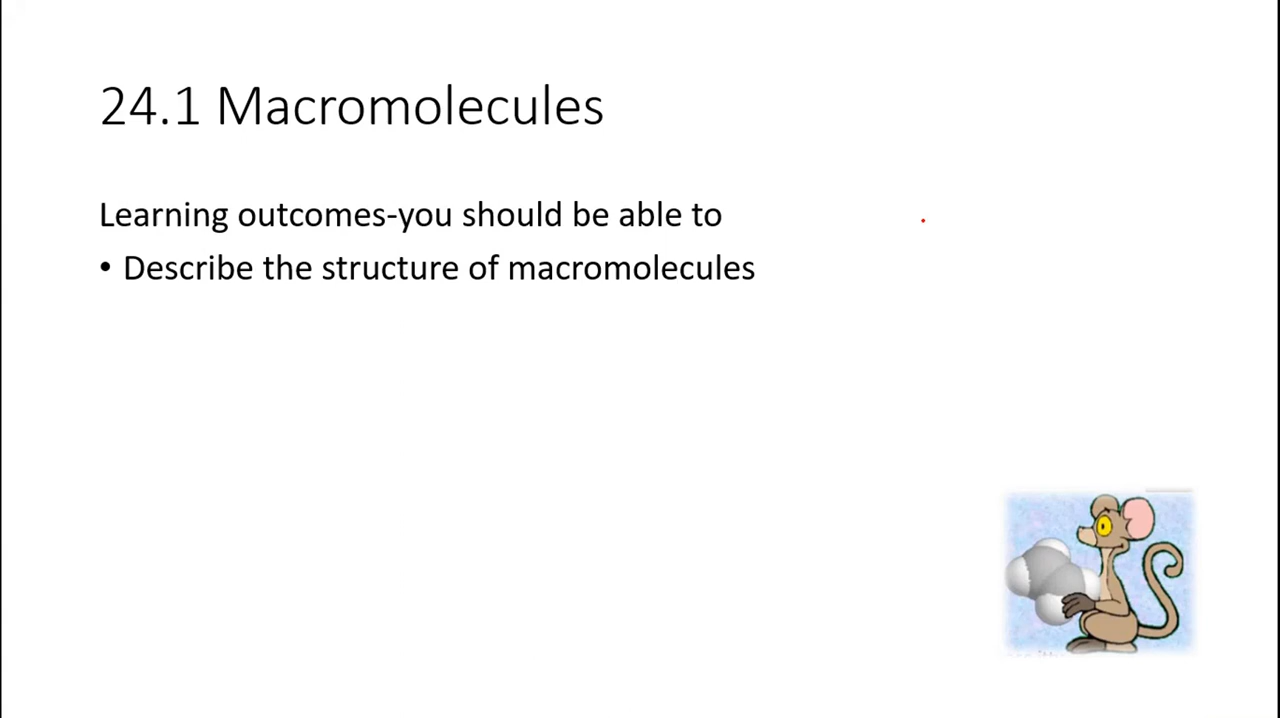 24.1 Macromolecules
Learning outcomes-you should be able to
• Describe the structure of macromolecules